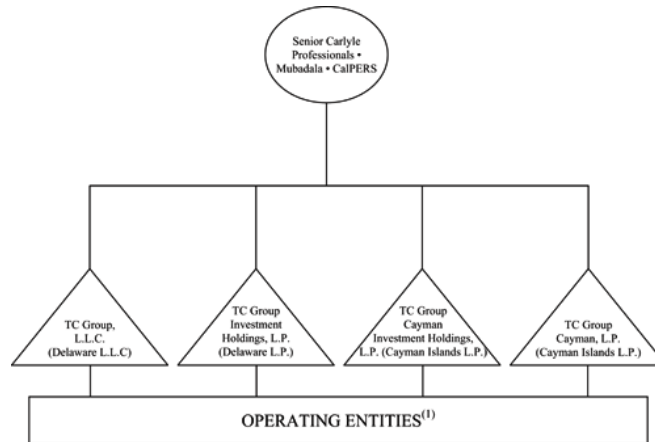 Senior Carlyle
Professionals •
Mubadala • CalPERS
TC Group,
L.L.C.
(Delaware L.L.C)
TC Group
Investment
Holdings, L.P.
(Delaware L.P.)
TC Group
Cayman
Investment Holdings,
L.P. (Cayman Islands L.P.)
TC Group
Cayman, L.P.
(Cayman Islands L.P.)
OPERATING ENTITIES(1)